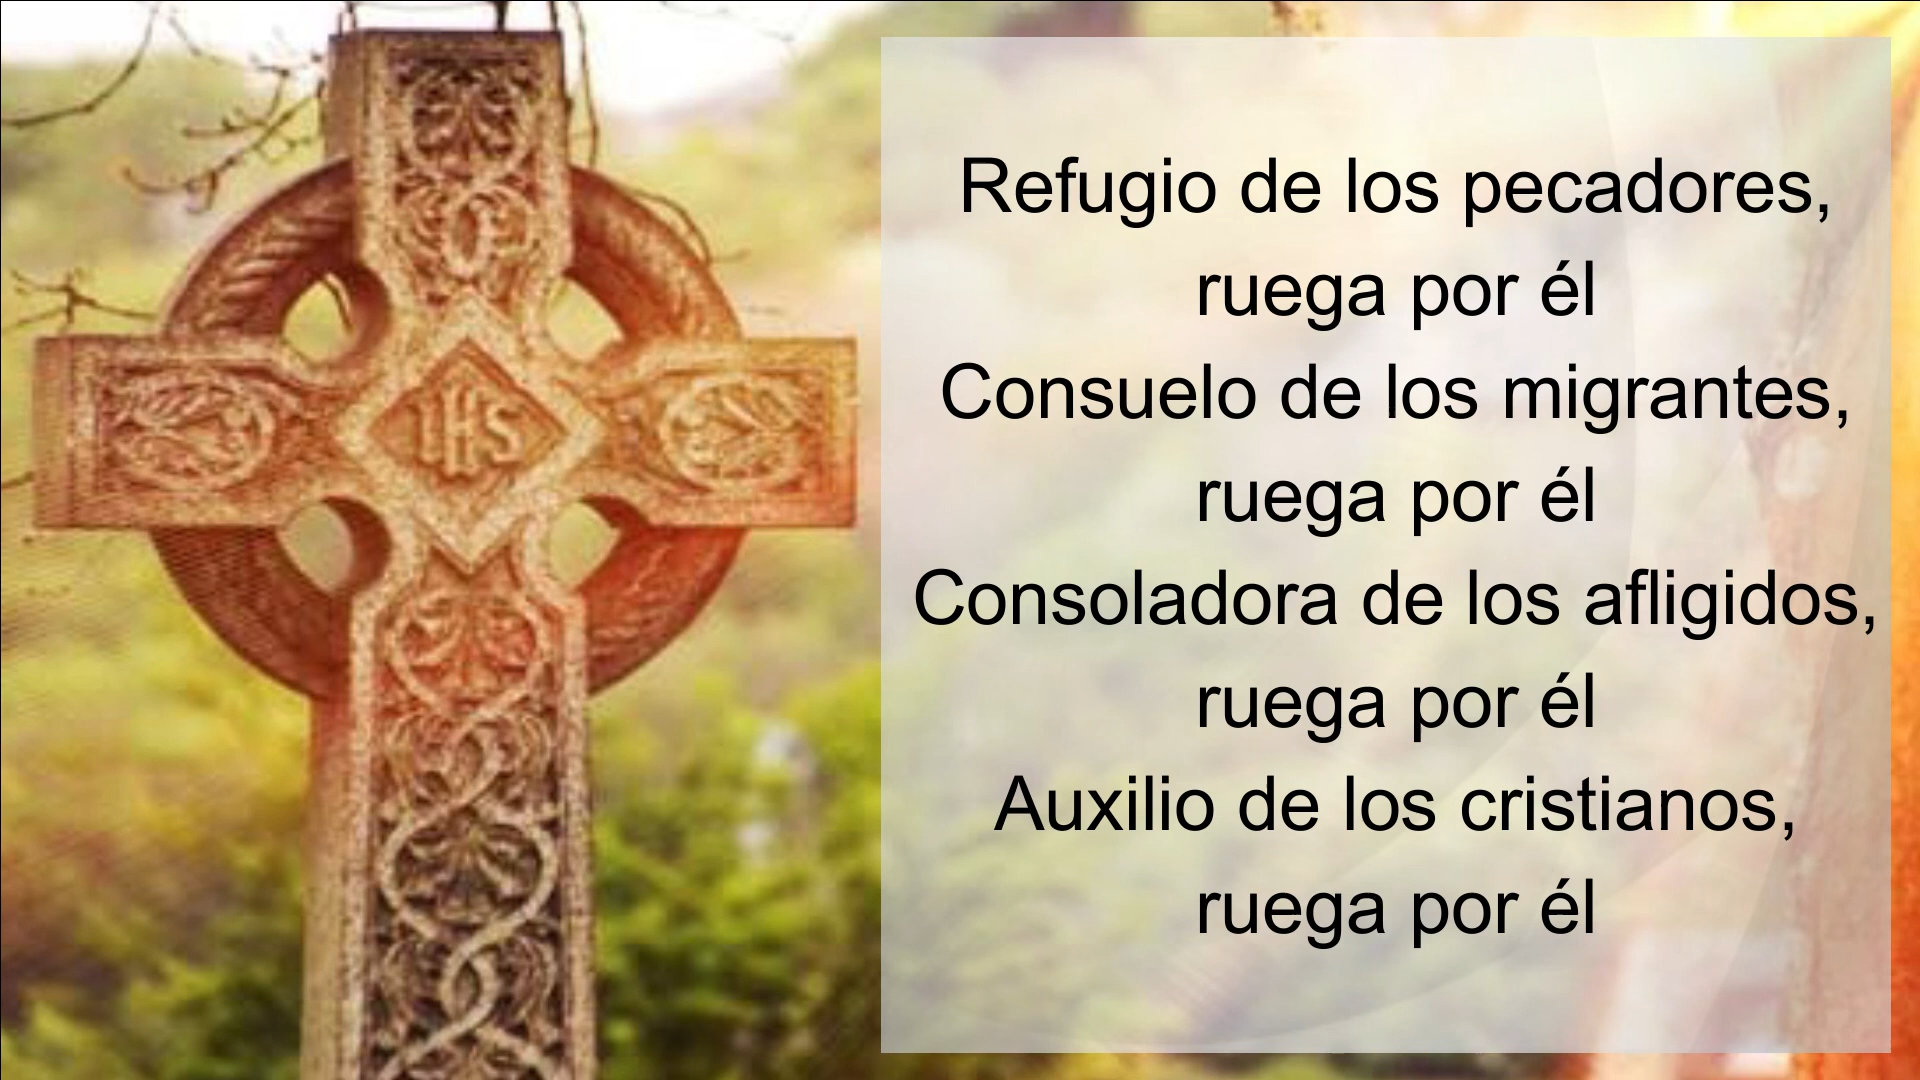 IHS
Refugio de los pecadores,
ruega por él
Consuelo de los migrantes,
ruega por él
Consoladora de los afligidos,
ruega por él
Auxilio de los cristianos,
ruega por él